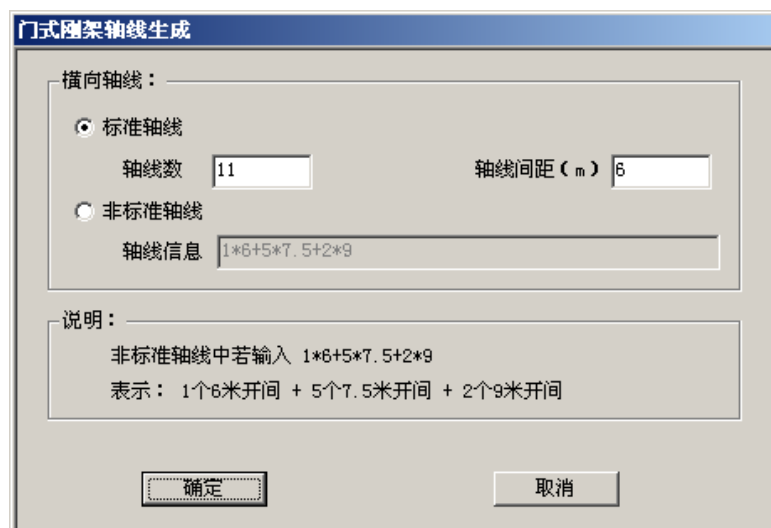 门式刚架轴线生成
横向轴线：
标准轴线
轴线数 11 轴线间距(m) 6
非标准轴线
轴线信息 1*6+5*7.5+2*9
说明：
非标准轴线中若输入 1*6+5*7.5+2*9
表示： 1个6米开间 + 5个7.5米开间 + 2个9米开间
确定 取消